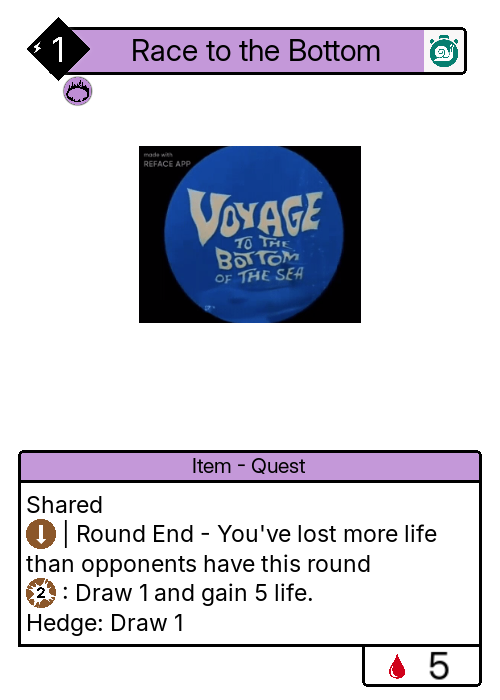 1
Race to the Bottom
made with
REFACE APP
VOYAGE
TO THE
BOTTOM
OF THE SEA
Item - Quest
Shared
| Round End - You've lost more life
than opponents have this round
2 : Draw 1 and gain 5 life.
Hedge: Draw 1
5